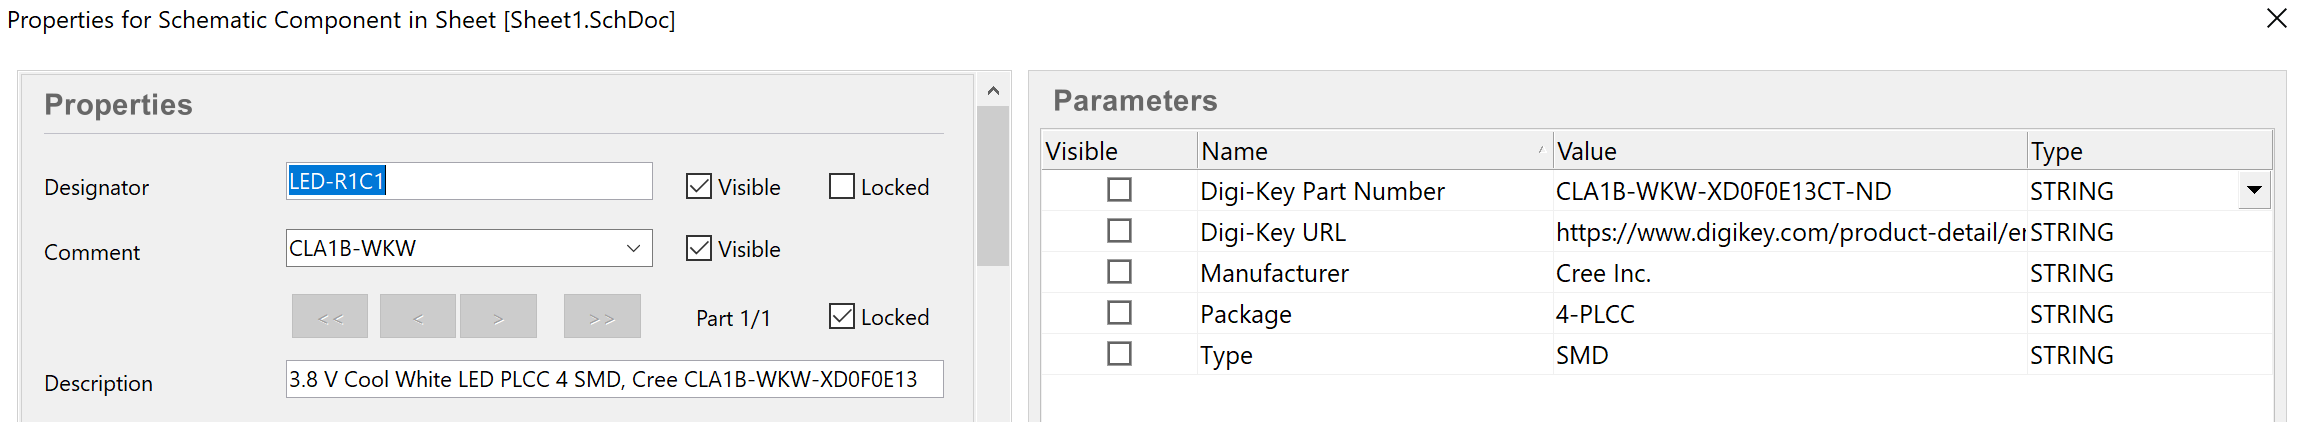 Properties for Schematic Component in Sheet [Sheet1.SchDoc]
Properties
Designator LED-R1C1 Visible Locked
Comment CLA1B-WKW Visible
<< < > >> Part 1/1 Locked
Description 3.8 V Cool White LED PLCC 4 SMD, Cree CLA1B-WKW-XD0F0E13
Parameters
Visible Name Value Type
Digi-Key Part Number CLA1B-WKW-XD0F0E13CT-ND STRING
Digi-Key URL https://www.digikey.com/product-detail/er STRING
Manufacturer Cree Inc. STRING
Package 4-PLCC STRING
Type SMD STRING